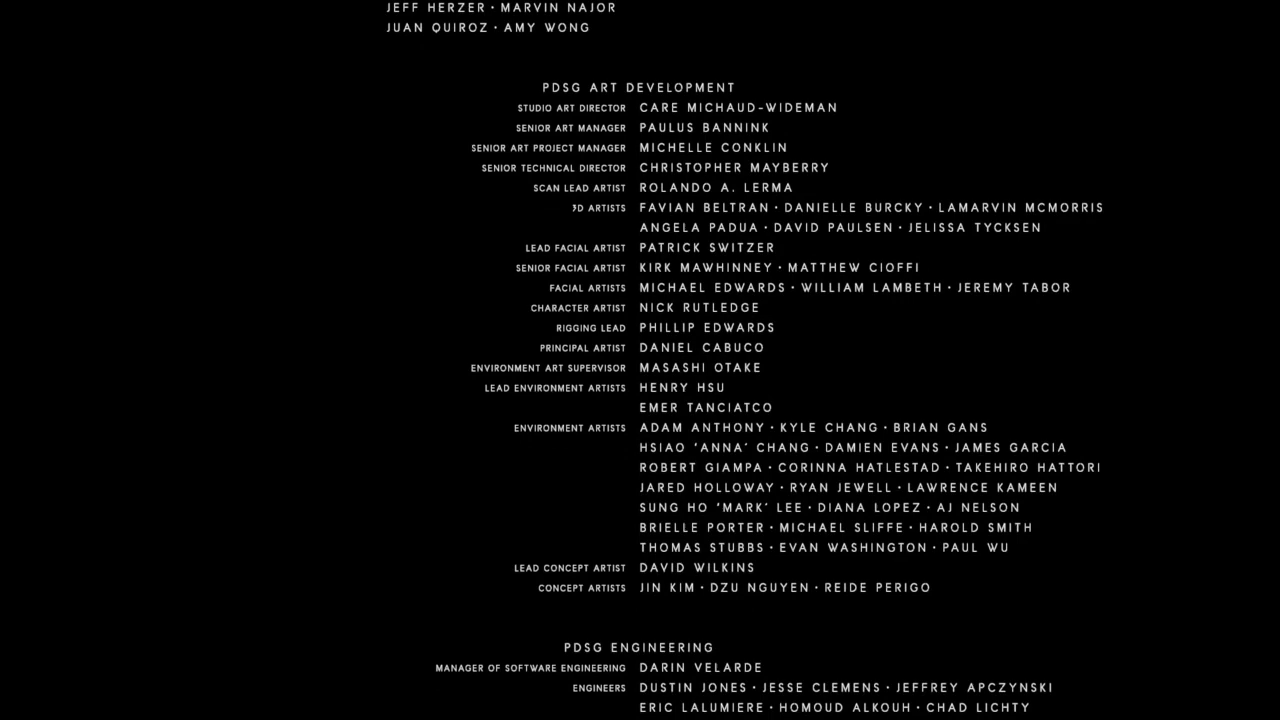 JEFF HERZER · MARVIN NAJOR
JUAN QUIROZ · AMY WONG
PDSG ART DEVELOPMENT
STUDIO ART DIRECTOR CARE MICHAUD-WIDEMAN
SENIOR ART MANAGER PAULUS BANNINK
SENIOR ART PROJECT MANAGER MICHELLE CONKLIN
SENIOR TECHNICAL DIRECTOR CHRISTOPHER MAYBERRY
SCAN LEAD ARTIST ROLANDO A. LERMA
3D ARTISTS FAVIAN BELTRAN · DANIELLE BURCKY · LAMARVIN MCMORRIS
ANGELA PADUA · DAVID PAULSEN · JELISSA TYCKSEN
LEAD FACIAL ARTIST PATRICK SWITZER
SENIOR FACIAL ARTIST KIRK MAWHINNEY · MATTHEW CIOFFI
FACIAL ARTISTS MICHAEL EDWARDS · WILLIAM LAMBETH · JEREMY TABOR
CHARACTER ARTIST NICK RUTLEDGE
RIGGING LEAD PHILLIP EDWARDS
PRINCIPAL ARTIST DANIEL CABUCO
ENVIRONMENT ART SUPERVISOR MASASHI OTAKE
LEAD ENVIRONMENT ARTISTS HENRY HSU
EMER TANCIATCO
ENVIRONMENT ARTISTS ADAM ANTHONY · KYLE CHANG · BRIAN GANS
HSIAO 'ANNA' CHANG · DAMIEN EVANS · JAMES GARCIA
ROBERT GIAMPA · CORINNA HATLESTAD · TAKEHIRO HATTORI
JARED HOLLOWAY · RYAN JEWELL · LAWRENCE KAMEEN
SUNG HO 'MARK' LEE · DIANA LOPEZ · AJ NELSON
BRIELLE PORTER · MICHAEL SLIFFE · HAROLD SMITH
THOMAS STUBBS · EVAN WASHINGTON · PAUL WU
LEAD CONCEPT ARTIST DAVID WILKINS
CONCEPT ARTISTS JIN KIM · DZU NGUYEN · REIDE PERIGO
PDSG ENGINEERING
MANAGER OF SOFTWARE ENGINEERING DARIN VELARDE
ENGINEERS DUSTIN JONES · JESSE CLEMENS · JEFFREY APCZYNSKI
ERIC LALUMIERE · HOMOUD ALKOUH · CHAD LICHTY